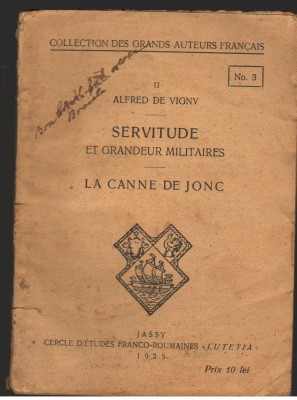 COLLECTION DES GRANDS AUTEURS FRANÇAIS
No. 3
II
ALFRED DE VIGNY
SERVITUDE
ET GRANDEUR MILITAIRES
LA CANNE DE JONC
JASSY
CERCLE D'ÉTUDES FRANCO-ROUMAINES «LUTETIA»
1925
Prix 10 lei